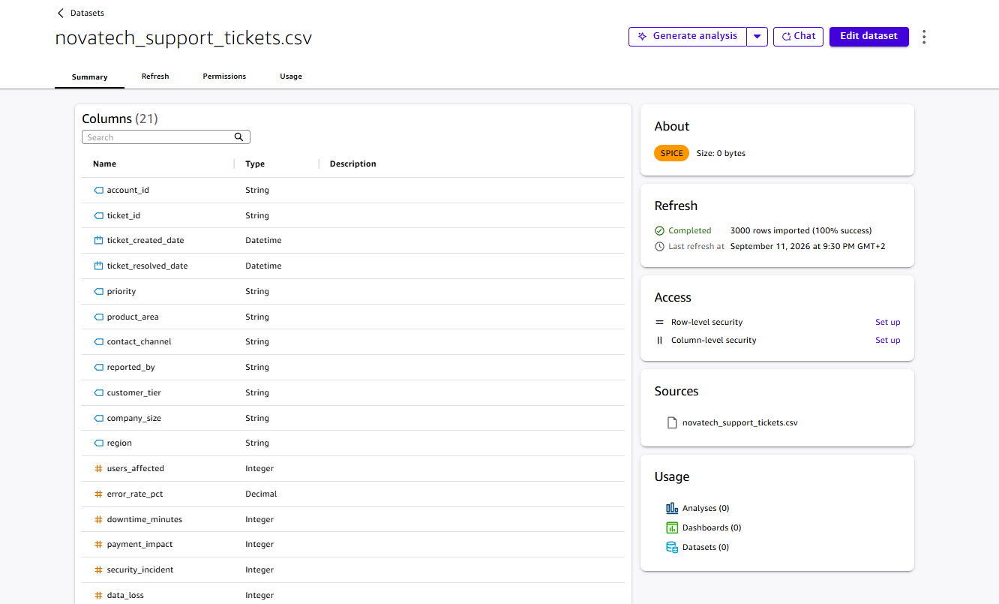 Datasets
novatech_support_tickets.csv
Generate analysis
Chat
Edit dataset
Summary
Refresh
Permissions
Usage
Columns (21)
Search
Name Type Description
account_id String
ticket_id String
ticket_created_date Datetime
ticket_resolved_date Datetime
priority String
product_area String
contact_channel String
reported_by String
customer_tier String
company_size String
region String
users_affected Integer
error_rate_pct Decimal
downtime_minutes Integer
payment_impact Integer
security_incident Integer
data_loss Integer
About
SPICE Size: 0 bytes
Refresh
Completed 3000 rows imported (100% success)
Last refresh at September 11, 2026 at 9:30 PM GMT+2
Access
Row-level security Set up
Column-level security Set up
Sources
novatech_support_tickets.csv
Usage
Analyses (0)
Dashboards (0)
Datasets (0)